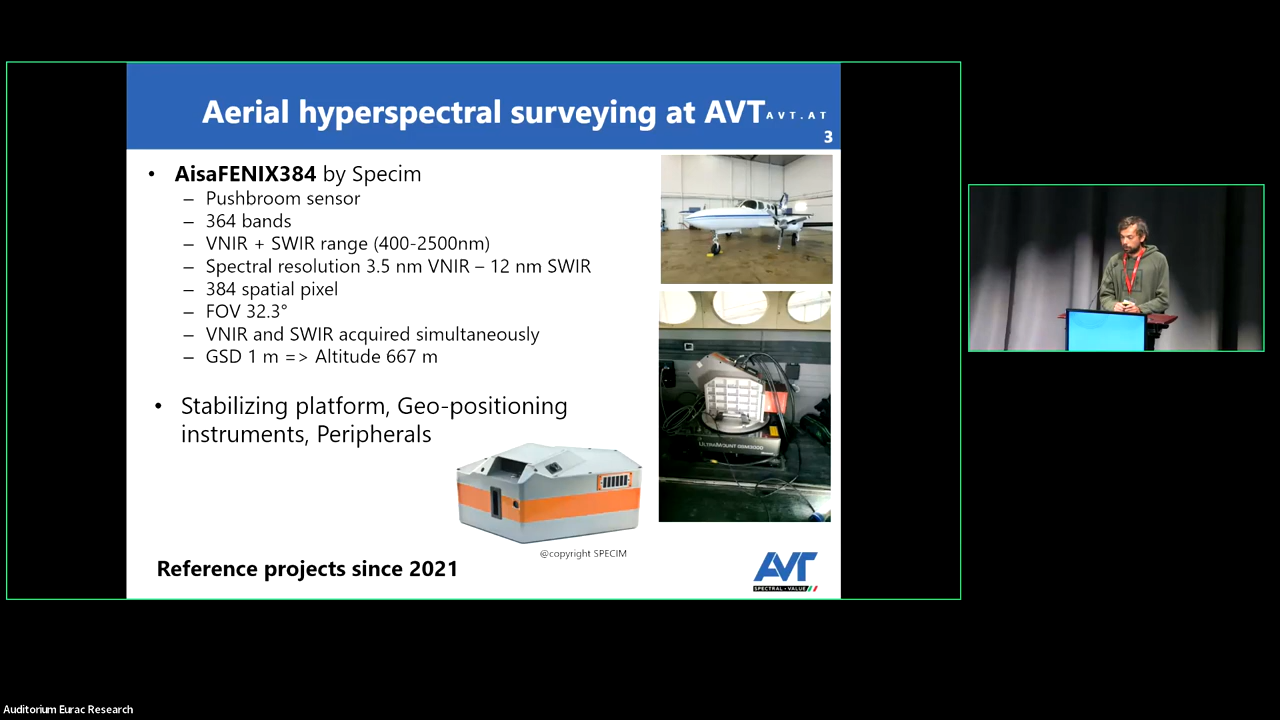 Aerial hyperspectral surveying at AVT
AVT.AT
3
• AisaFENIX384 by Specim
– Pushbroom sensor
– 364 bands
– VNIR + SWIR range (400-2500nm)
– Spectral resolution 3.5 nm VNIR – 12 nm SWIR
– 384 spatial pixel
– FOV 32.3°
– VNIR and SWIR acquired simultaneously
– GSD 1 m => Altitude 667 m
• Stabilizing platform, Geo-positioning
instruments, Peripherals
@copyright SPECIM
Reference projects since 2021
AVT
SPECTRAL VALUE
Auditorium Eurac Research